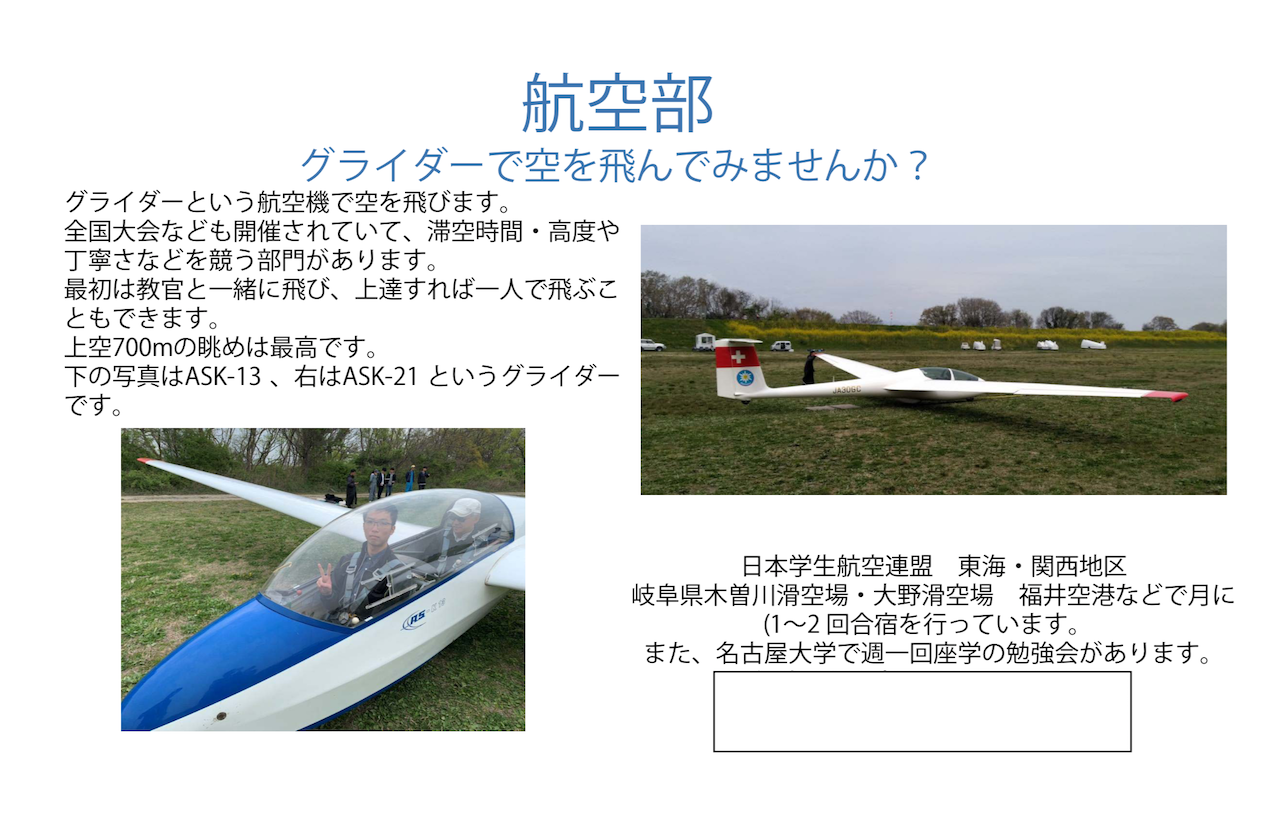 航空部
グライダーで空を飛んでみませんか？
グライダーという航空機で空を飛びます。
全国大会なども開催されていて、滞空時間・高度や
丁寧さなどを競う部門があります。
最初は教官と一緒に飛び、上達すれば一人で飛ぶこ
ともできます。
上空700mの眺めは最高です。
下の写真はASK-13 、右はASK-21 というグライダー
です。
JA306C
RS
日本学生航空連盟　東海・関西地区
岐阜県木曽川滑空場・大野滑空場　福井空港などで月に
(1～2 回合宿を行っています。
また、名古屋大学で週一回座学の勉強会があります。